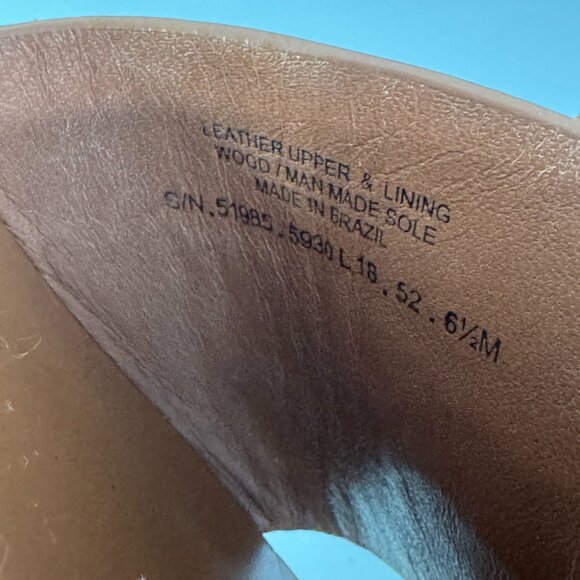 LEATHER UPPER & LINING
WOOD / MAN MADE SOLE
MADE IN BRAZIL
S/N . 51985 . 5930 L 18 . 52 . 6½M